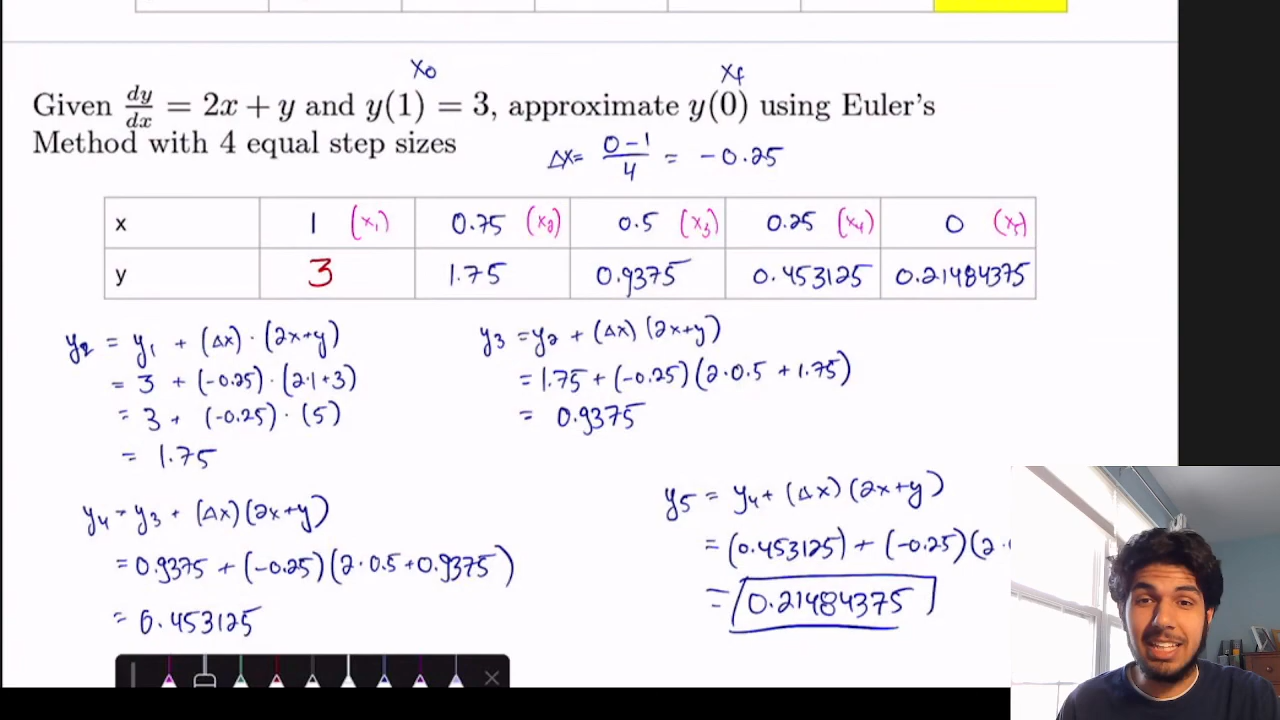 x₀ x_f
Given dy/dx = 2x + y and y(1) = 3, approximate y(0) using Euler's
Method with 4 equal step sizes
Δx = (0-1)/4 = -0.25
x 1 (x₁) 0.75 (x₂) 0.5 (x₃) 0.25 (x₄) 0 (x₅)
y 3 1.75 0.9375 0.453125 0.21484375
y₂ = y₁ + (Δx)·(2x+y)
= 3 + (-0.25)·(2·1+3)
= 3 + (-0.25)·(5)
= 1.75
y₃ = y₂ + (Δx)(2x+y)
= 1.75 + (-0.25)(2·0.5 + 1.75)
= 0.9375
y₄ = y₃ + (Δx)(2x+y)
= 0.9375 + (-0.25)(2·0.5+0.9375)
= 0.453125
y₅ = y₄ + (Δx)(2x+y)
= (0.453125) + (-0.25)(2·
= 0.21484375